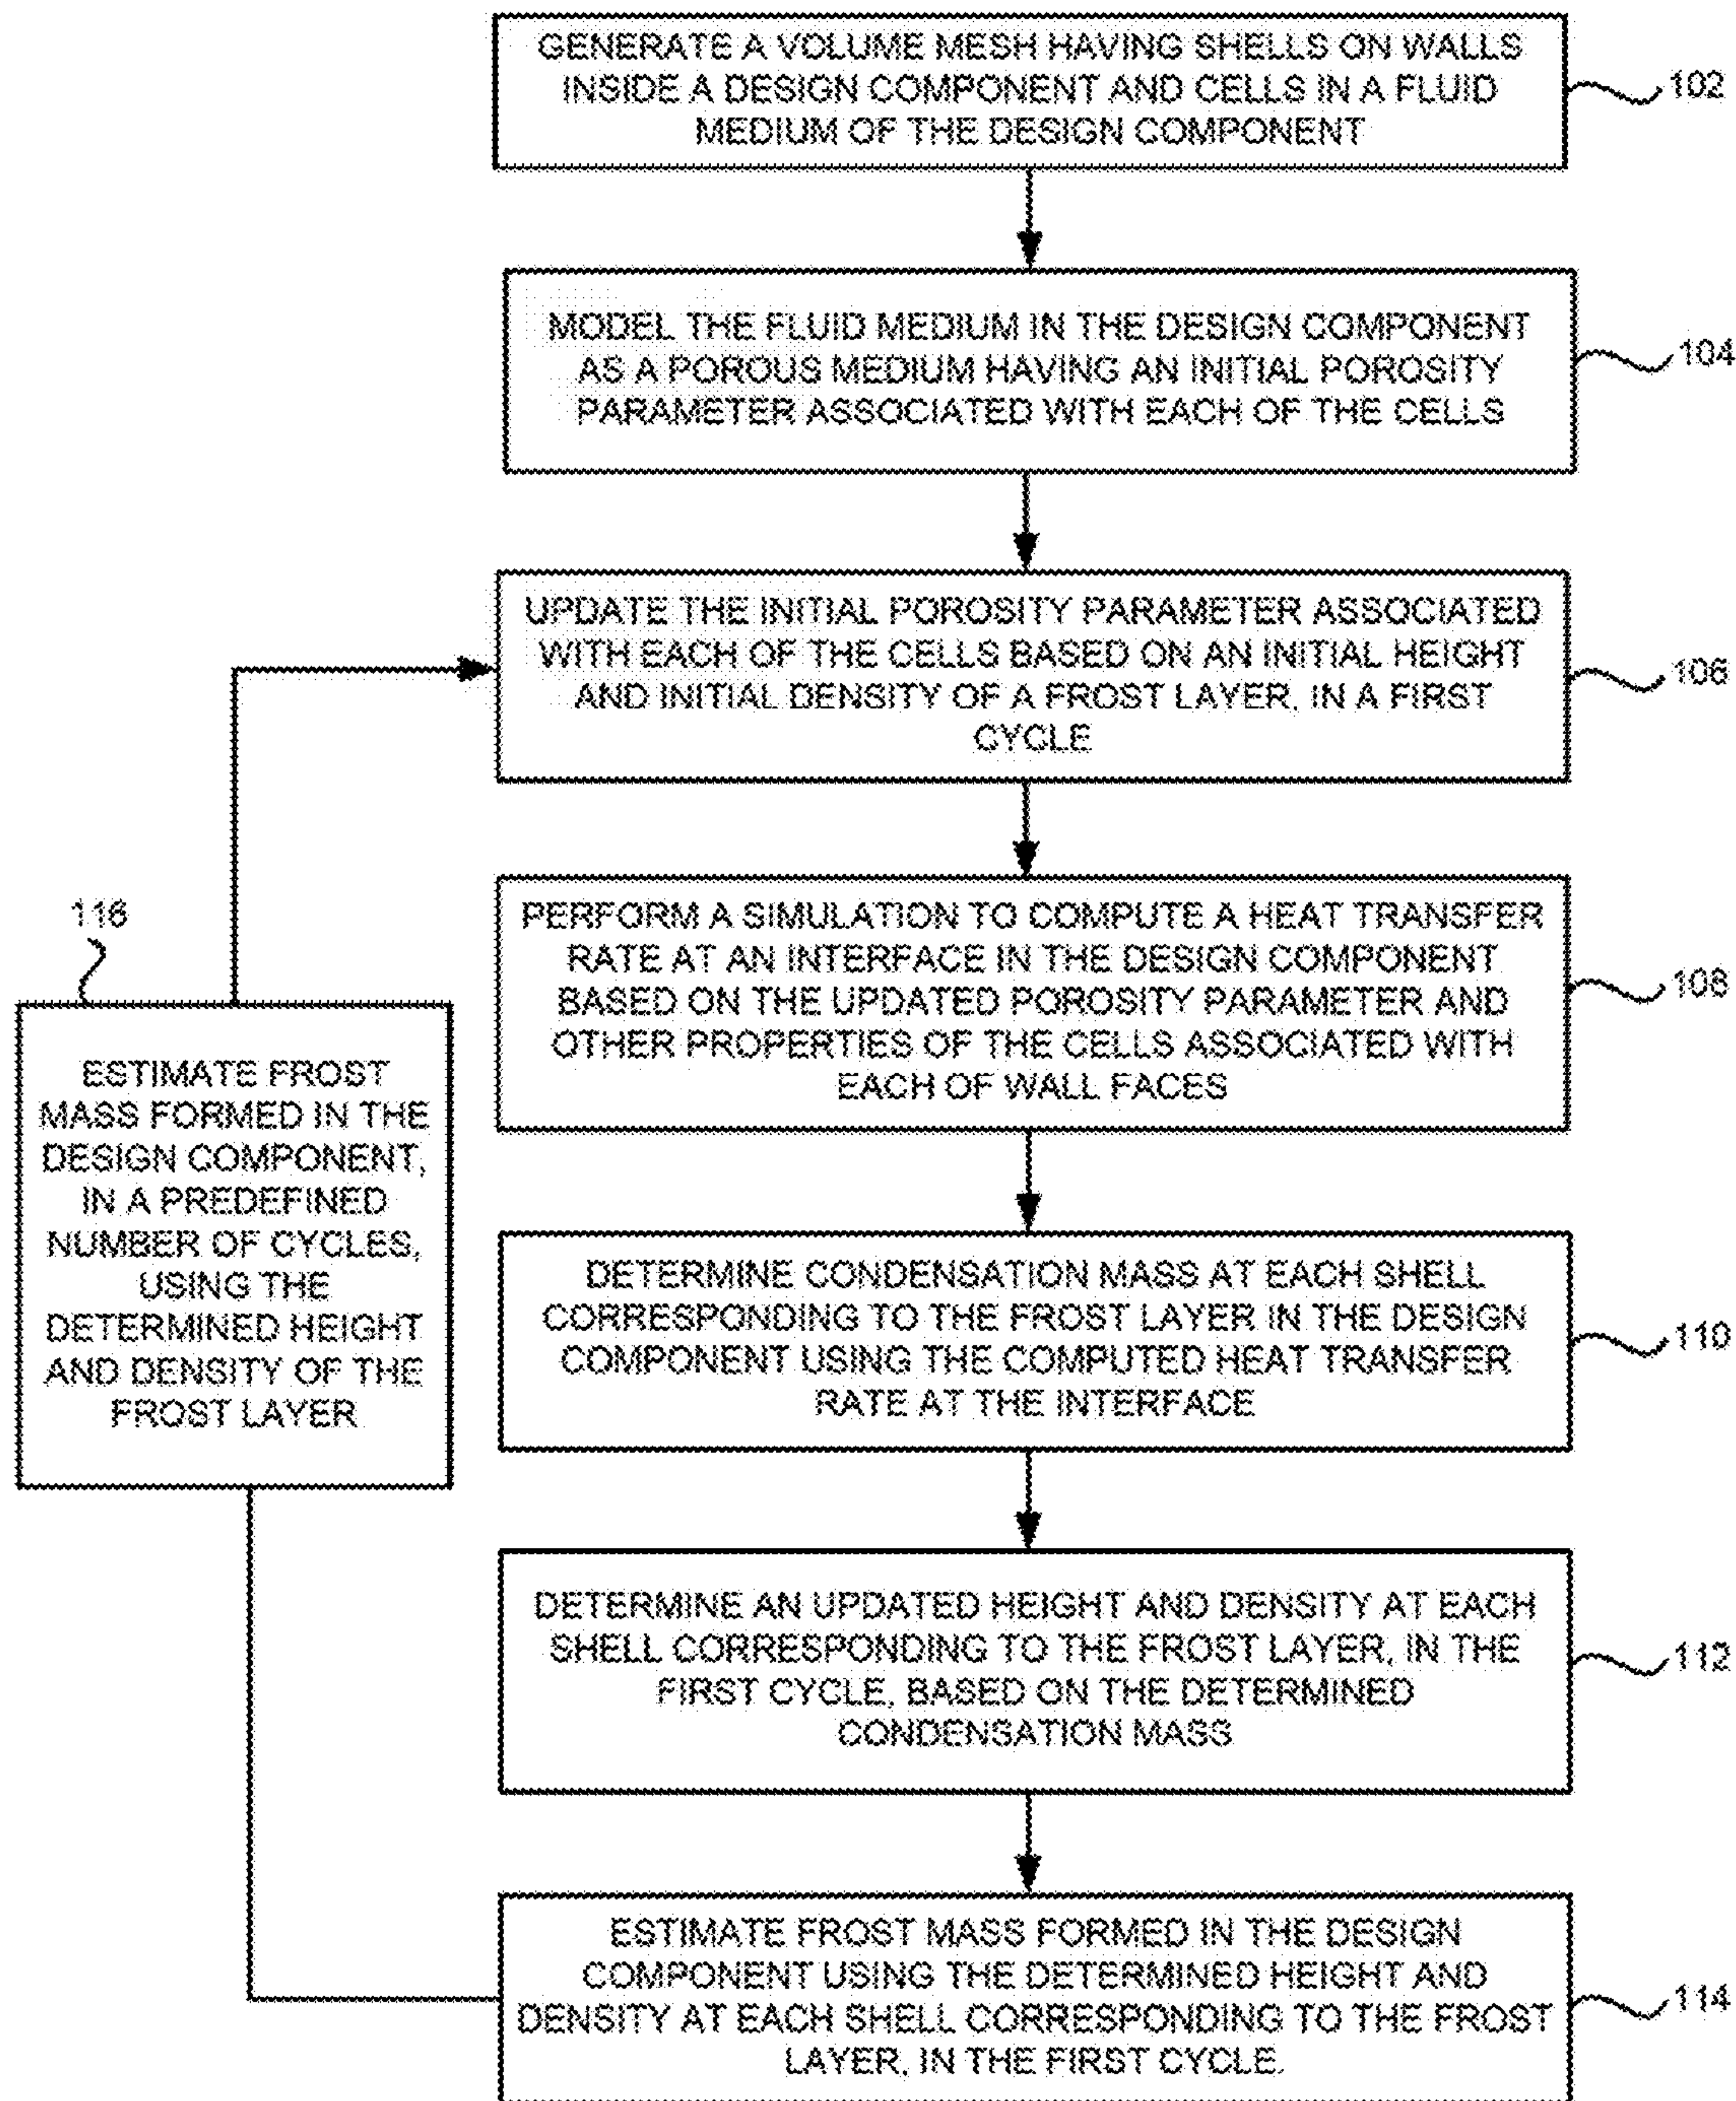 GENERATE A VOLUME MESH HAVING SHELLS ON WALLS
INSIDE A DESIGN COMPONENT AND CELLS IN A FLUID
MEDIUM OF THE DESIGN COMPONENT
102
MODEL THE FLUID MEDIUM IN THE DESIGN COMPONENT
AS A POROUS MEDIUM HAVING AN INITIAL POROSITY
PARAMETER ASSOCIATED WITH EACH OF THE CELLS
104
UPDATE THE INITIAL POROSITY PARAMETER ASSOCIATED
WITH EACH OF THE CELLS BASED ON AN INITIAL HEIGHT
AND INITIAL DENSITY OF A FROST LAYER, IN A FIRST
CYCLE
106
PERFORM A SIMULATION TO COMPUTE A HEAT TRANSFER
RATE AT AN INTERFACE IN THE DESIGN COMPONENT
BASED ON THE UPDATED POROSITY PARAMETER AND
OTHER PROPERTIES OF THE CELLS ASSOCIATED WITH
EACH OF WALL FACES
108
DETERMINE CONDENSATION MASS AT EACH SHELL
CORRESPONDING TO THE FROST LAYER IN THE DESIGN
COMPONENT USING THE COMPUTED HEAT TRANSFER
RATE AT THE INTERFACE
110
DETERMINE AN UPDATED HEIGHT AND DENSITY AT EACH
SHELL CORRESPONDING TO THE FROST LAYER, IN THE
FIRST CYCLE, BASED ON THE DETERMINED
CONDENSATION MASS
112
ESTIMATE FROST MASS FORMED IN THE DESIGN
COMPONENT USING THE DETERMINED HEIGHT AND
DENSITY AT EACH SHELL CORRESPONDING TO THE FROST
LAYER, IN THE FIRST CYCLE.
114
116
ESTIMATE FROST
MASS FORMED IN THE
DESIGN COMPONENT,
IN A PREDEFINED
NUMBER OF CYCLES,
USING THE
DETERMINED HEIGHT
AND DENSITY OF THE
FROST LAYER